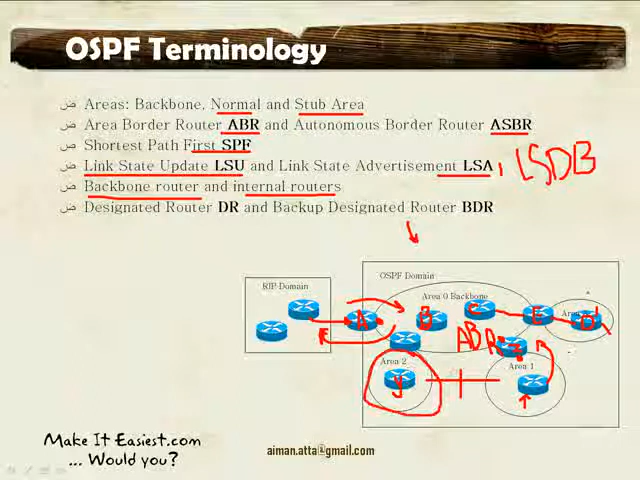 OSPF Terminology
ض Areas: Backbone, Normal and Stub Area
ض Area Border Router ABR and Autonomous Border Router ASBR
ض Shortest Path First SPF
ض Link State Update LSU and Link State Advertisement LSA, LSDB
ض Backbone router and internal routers
ض Designated Router DR and Backup Designated Router BDR
OSPF Domain
RIP Domain
Area 0 Backbone
A
B
C
E
D
ABR
Area 2
Area 1
y
Make It Easiest.com
... Would you?
aiman.atta@gmail.com